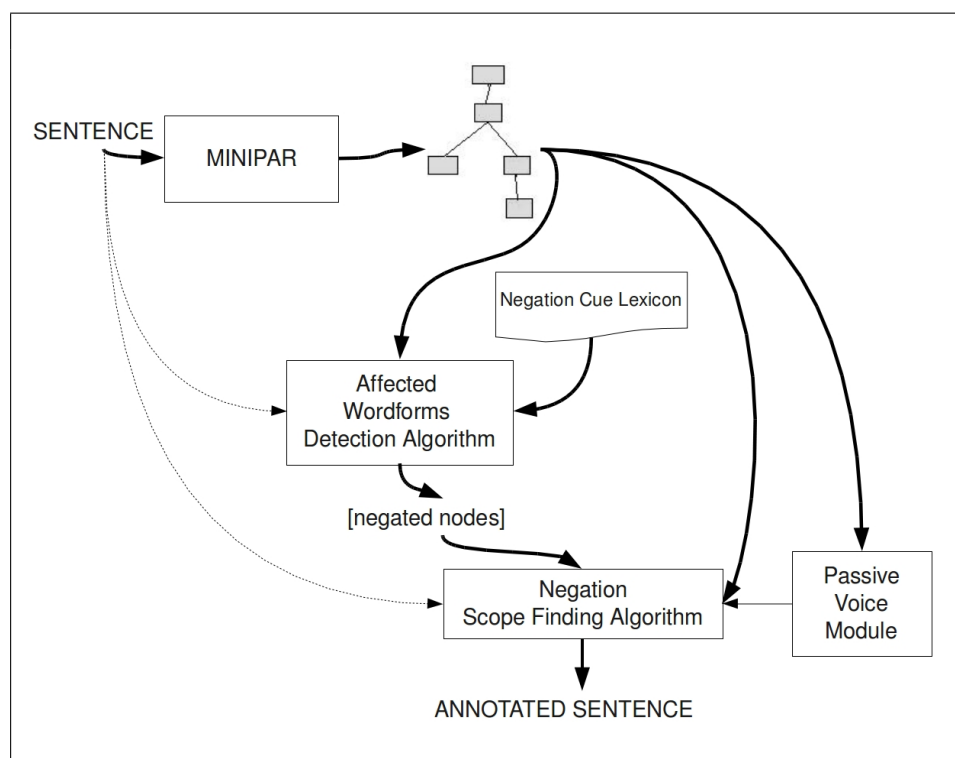 SENTENCE
MINIPAR
Negation Cue Lexicon
Affected
Wordforms
Detection Algorithm
[negated nodes]
Negation
Scope Finding Algorithm
Passive
Voice
Module
ANNOTATED SENTENCE